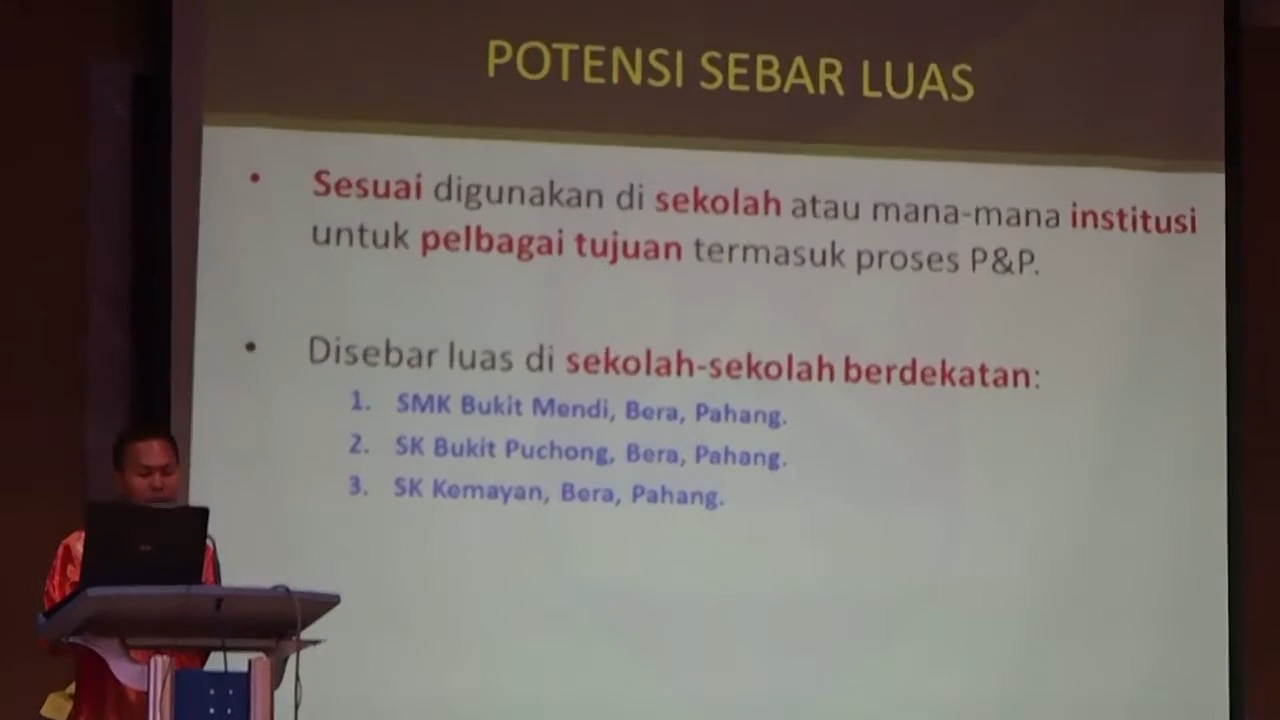 POTENSI SEBAR LUAS
• Sesuai digunakan di sekolah atau mana-mana institusi
untuk pelbagai tujuan termasuk proses P&P.
• Disebar luas di sekolah-sekolah berdekatan:
1. SMK Bukit Mendi, Bera, Pahang.
2. SK Bukit Puchong, Bera, Pahang.
3. SK Kemayan, Bera, Pahang.